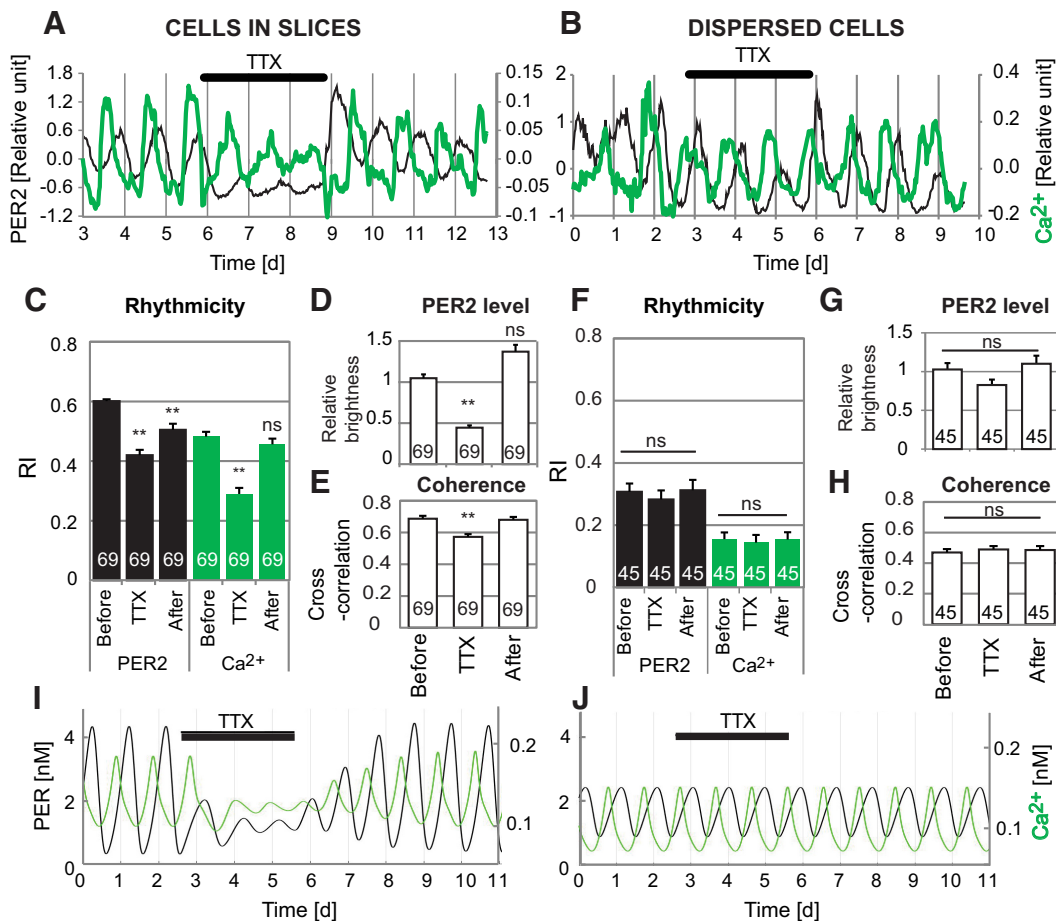 A CELLS IN SLICES
TTX
PER2 [Relative unit]
1.8
1.2
0.6
0.0
-0.6
-1.2
0.15
0.1
0.05
0.0
-0.05
-0.1
3 4 5 6 7 8 9 10 11 12 13
Time [d]
B DISPERSED CELLS
TTX
2
1
0
-1
0.4
0.2
0.0
-0.2
Ca2+ [Relative unit]
0 1 2 3 4 5 6 7 8 9 10
Time [d]
C Rhythmicity
RI
0.8
0.6
0.4
0.2
0
** ** ** ns
69 69 69 69 69 69
Before TTX After Before TTX After
PER2 Ca2+
D PER2 level
Relative
brightness
1.5
1
0.5
0
** ns
69 69 69
E Coherence
Cross
-correlation
0.8
0.6
0.4
0.2
0
**
69 69 69
Before TTX After
F Rhythmicity
RI
0.8
0.6
0.4
0.2
0
ns ns
45 45 45 45 45 45
Before TTX After Before TTX After
PER2 Ca2+
G PER2 level
Relative
brightness
1.5
1
0.5
0
ns
45 45 45
H Coherence
Cross
-correlation
0.8
0.6
0.4
0.2
0
ns
45 45 45
Before TTX After
I
TTX
PER [nM]
4
2
0
0.2
0.1
0 1 2 3 4 5 6 7 8 9 10 11
Time [d]
J
TTX
4
2
0
0.2
0.1
Ca2+ [nM]
0 1 2 3 4 5 6 7 8 9 10 11
Time [d]